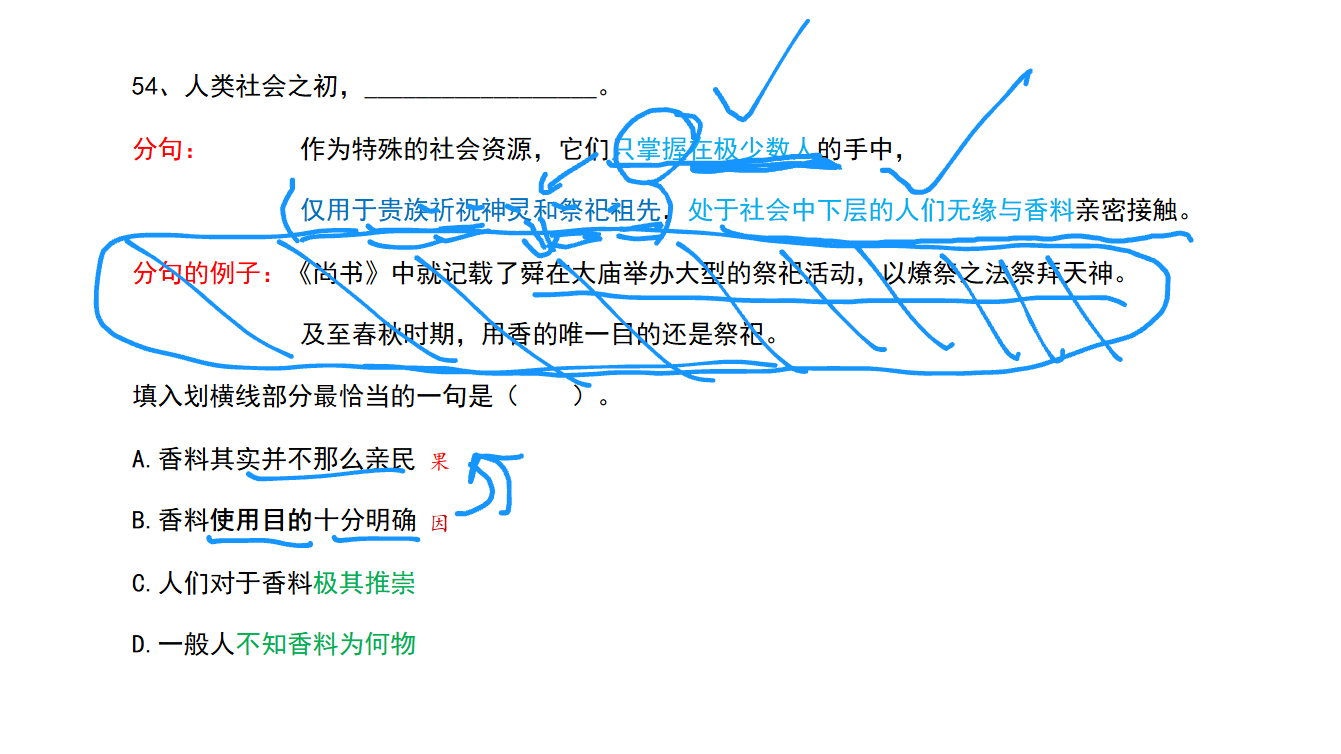 54、人类社会之初，__________________。
分句： 作为特殊的社会资源，它们只掌握在极少数人的手中，
仅用于贵族祈祝神灵和祭祀祖先，处于社会中下层的人们无缘与香料亲密接触。
分句的例子：《尚书》中就记载了舜在大庙举办大型的祭祀活动，以燎祭之法祭拜天神。
及至春秋时期，用香的唯一目的还是祭祀。
填入划横线部分最恰当的一句是（ ）。
A.香料其实并不那么亲民 果
B.香料使用目的十分明确 因
C.人们对于香料极其推崇
D.一般人不知香料为何物